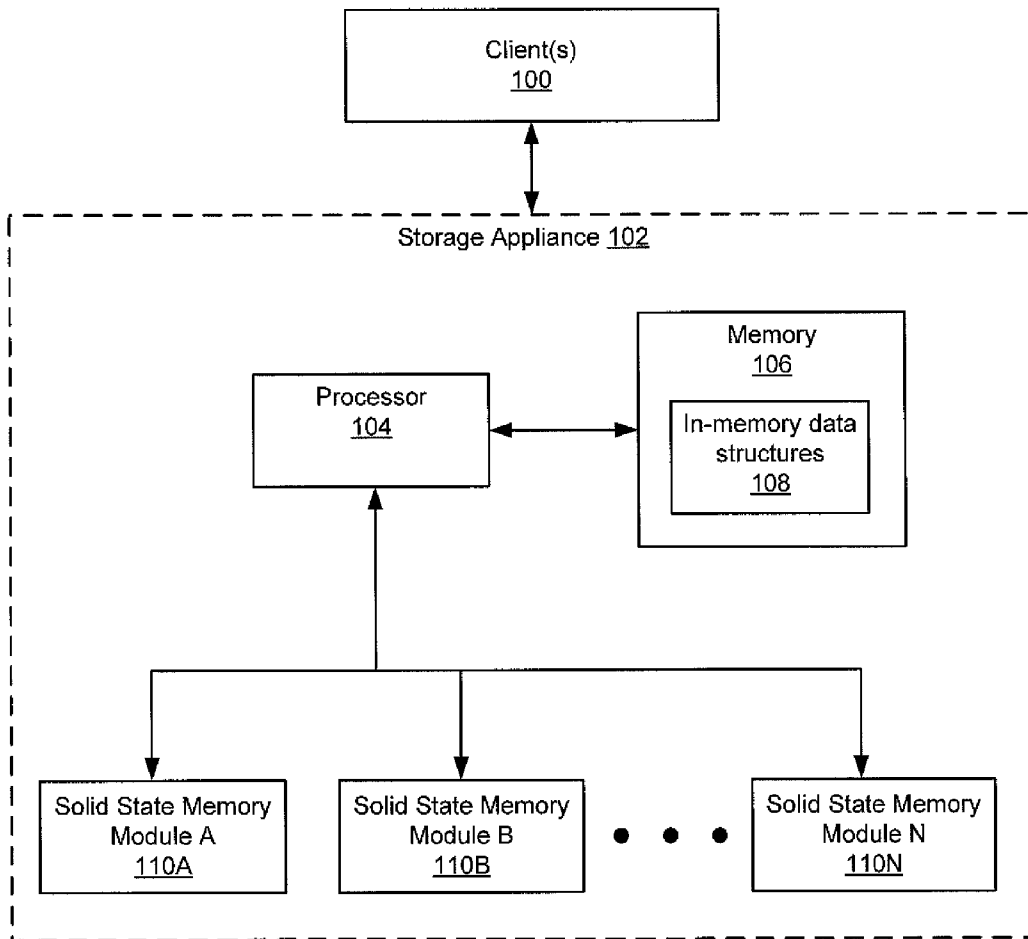 Client(s)
100
Storage Appliance 102
Memory
106
Processor
104
In-memory data
structures
108
Solid State Memory
Module A
110A
Solid State Memory
Module B
110B
Solid State Memory
Module N
110N